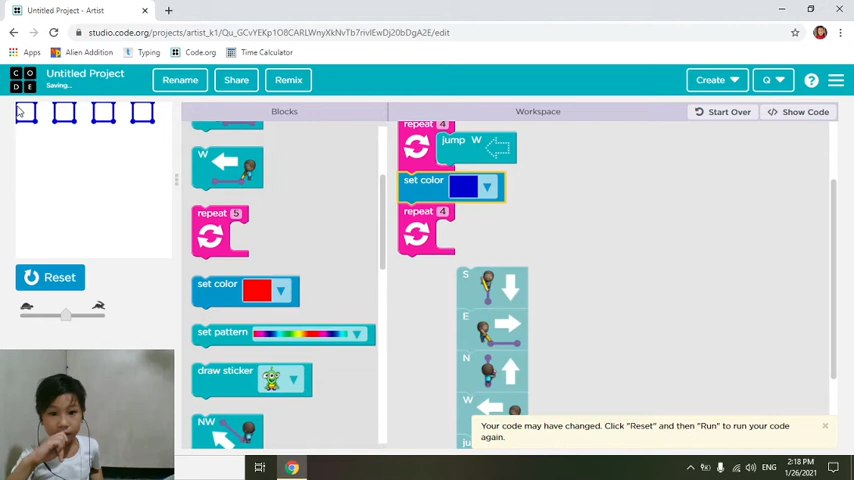 Untitled Project - Artist
studio.code.org/projects/artist_k1/Qu_GCvYEKp1O8CARLWnyXkNvTb7rivIEwDj20bDgA2E/edit
Apps Alien Addition Typing Code.org Time Calculator
C O
D E
Untitled Project
Saving...
Rename
Share
Remix
Create
Q
?
Blocks
Workspace
Start Over
Show Code
W
repeat 5
set color
set pattern
draw sticker
NW
repeat 4
jump W
set color
repeat 4
S
E
N
W
Reset
Your code may have changed. Click "Reset" and then "Run" to run your code
again.
ENG
2:18 PM
1/26/2021